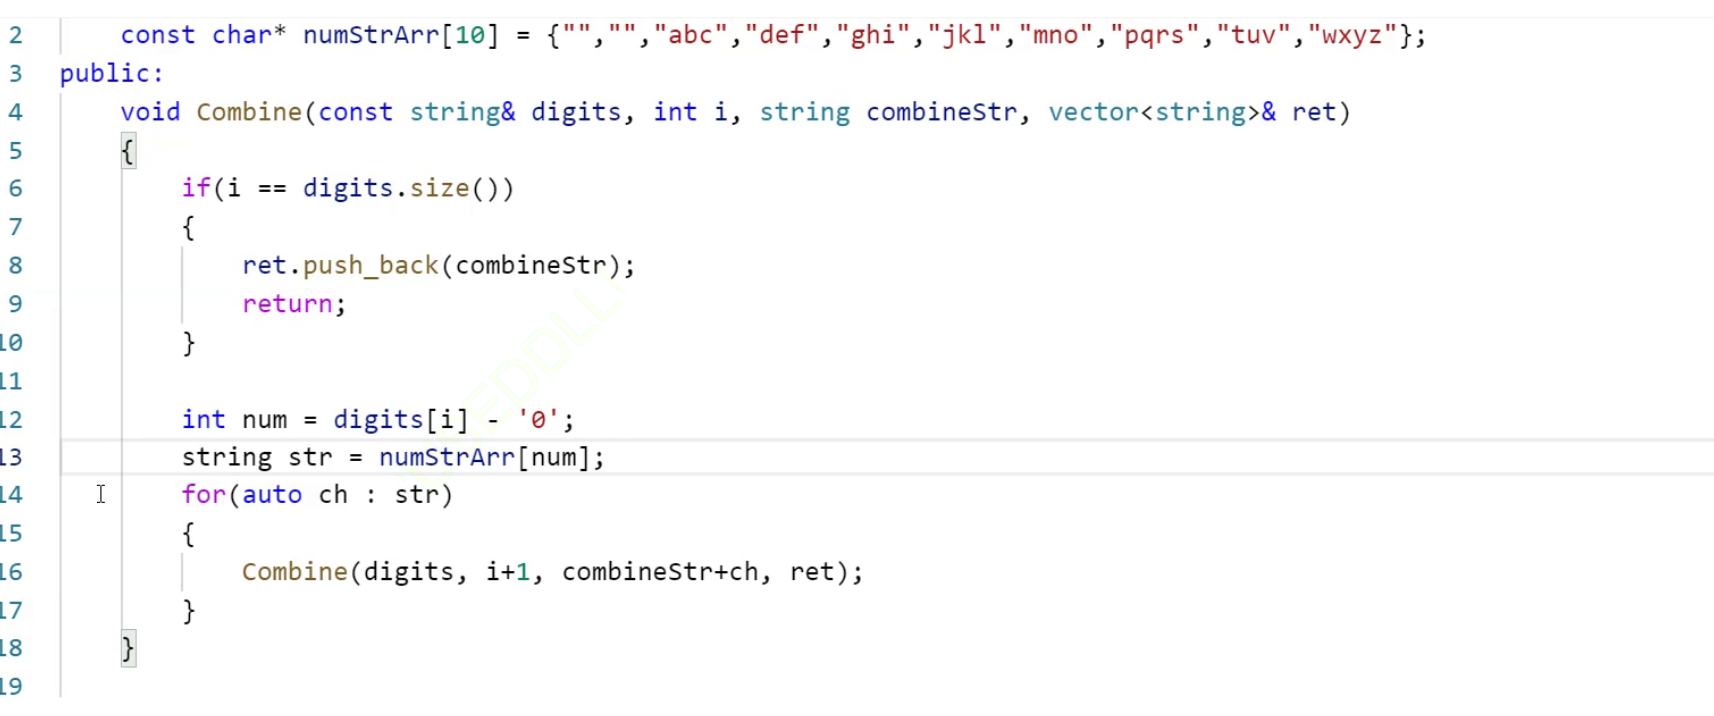 2 const char* numStrArr[10] = {"","","abc","def","ghi","jkl","mno","pqrs","tuv","wxyz"};
3 public:
4 void Combine(const string& digits, int i, string combineStr, vector<string>& ret)
5 {
6 if(i == digits.size())
7 {
8 ret.push_back(combineStr);
9 return;
10 }
11
12 int num = digits[i] - '0';
13 string str = numStrArr[num];
14 for(auto ch : str)
15 {
16 Combine(digits, i+1, combineStr+ch, ret);
17 }
18 }
19